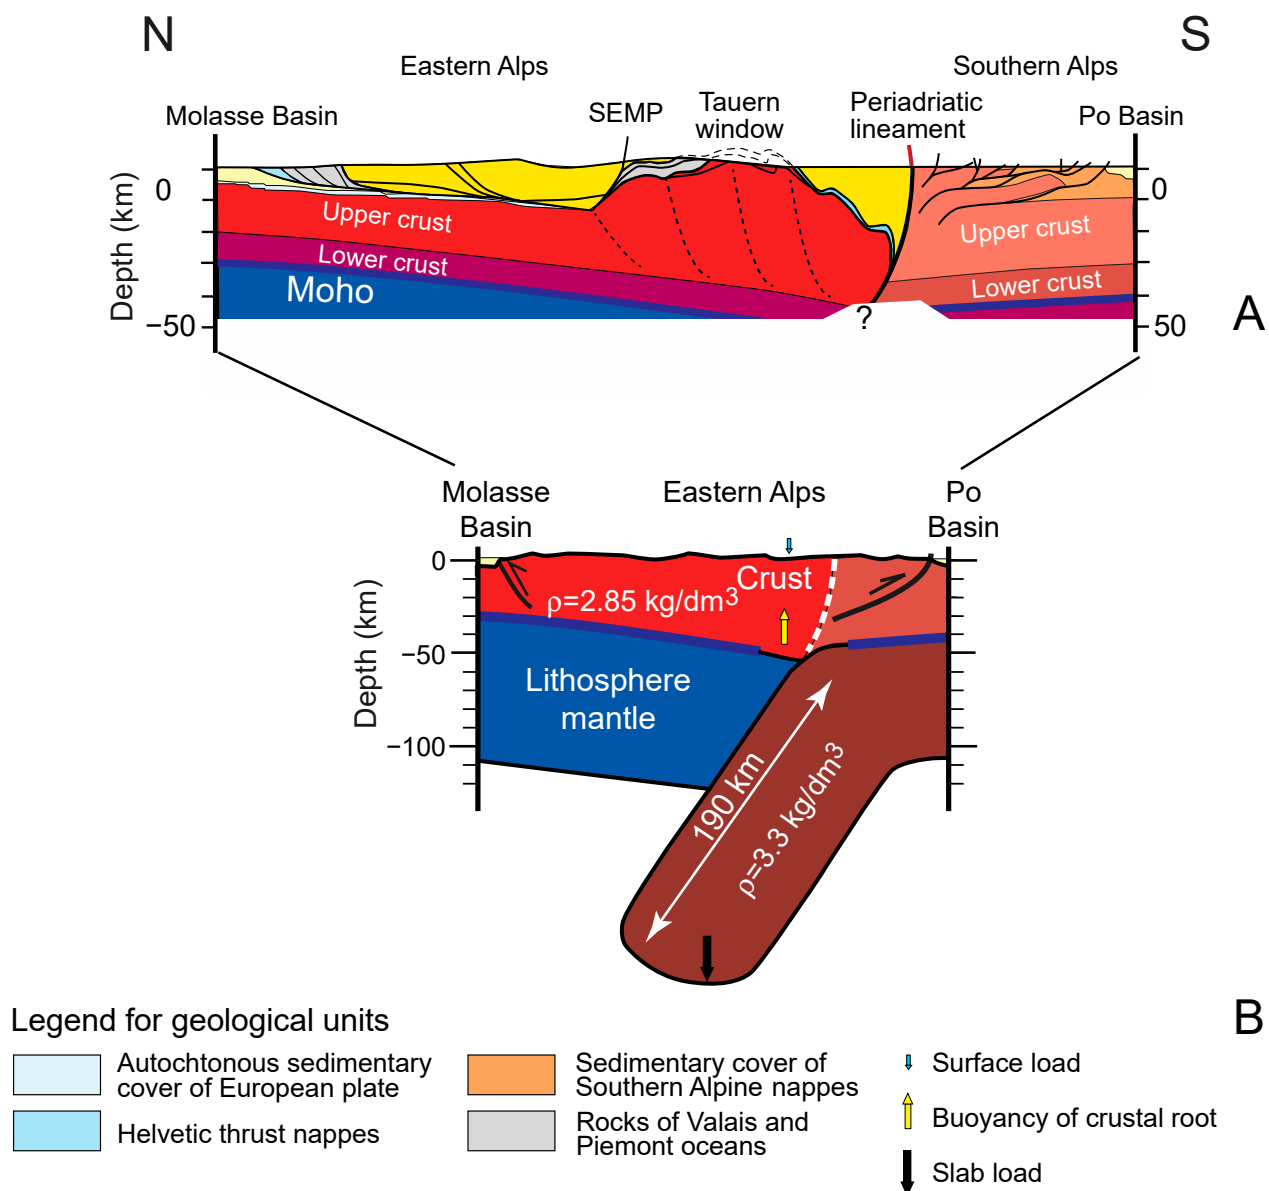 N
S
Eastern Alps
Southern Alps
Molasse Basin
SEMP
Tauern
window
Periadriatic
lineament
Po Basin
Depth (km)
0
−50
0
50
Upper crust
Lower crust
Moho
Upper crust
Lower crust
?
A
Molasse
Basin
Eastern Alps
Po
Basin
Depth (km)
0
−50
−100
Crust
ρ=2.85 kg/dm3
Lithosphere
mantle
190 km
ρ=3.3 kg/dm3
B
Legend for geological units
Autochtonous sedimentary
cover of European plate
Helvetic thrust nappes
Sedimentary cover of
Southern Alpine nappes
Rocks of Valais and
Piemont oceans
Surface load
Buoyancy of crustal root
Slab load